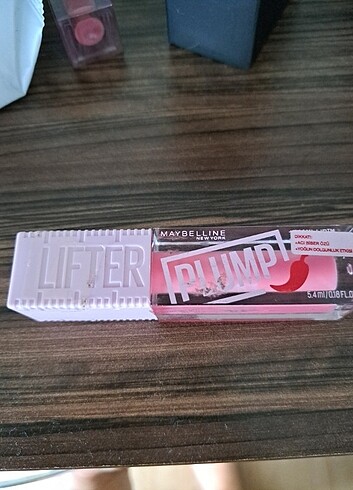 LIFTER
MAYBELLINE
NEW YORK
PLUMP
DİKKAT!
•ACI BİBER ÖZÜ
•YOĞUN DOLGUNLUK ETKİSİ
5.4 ml/0.18 FL.O